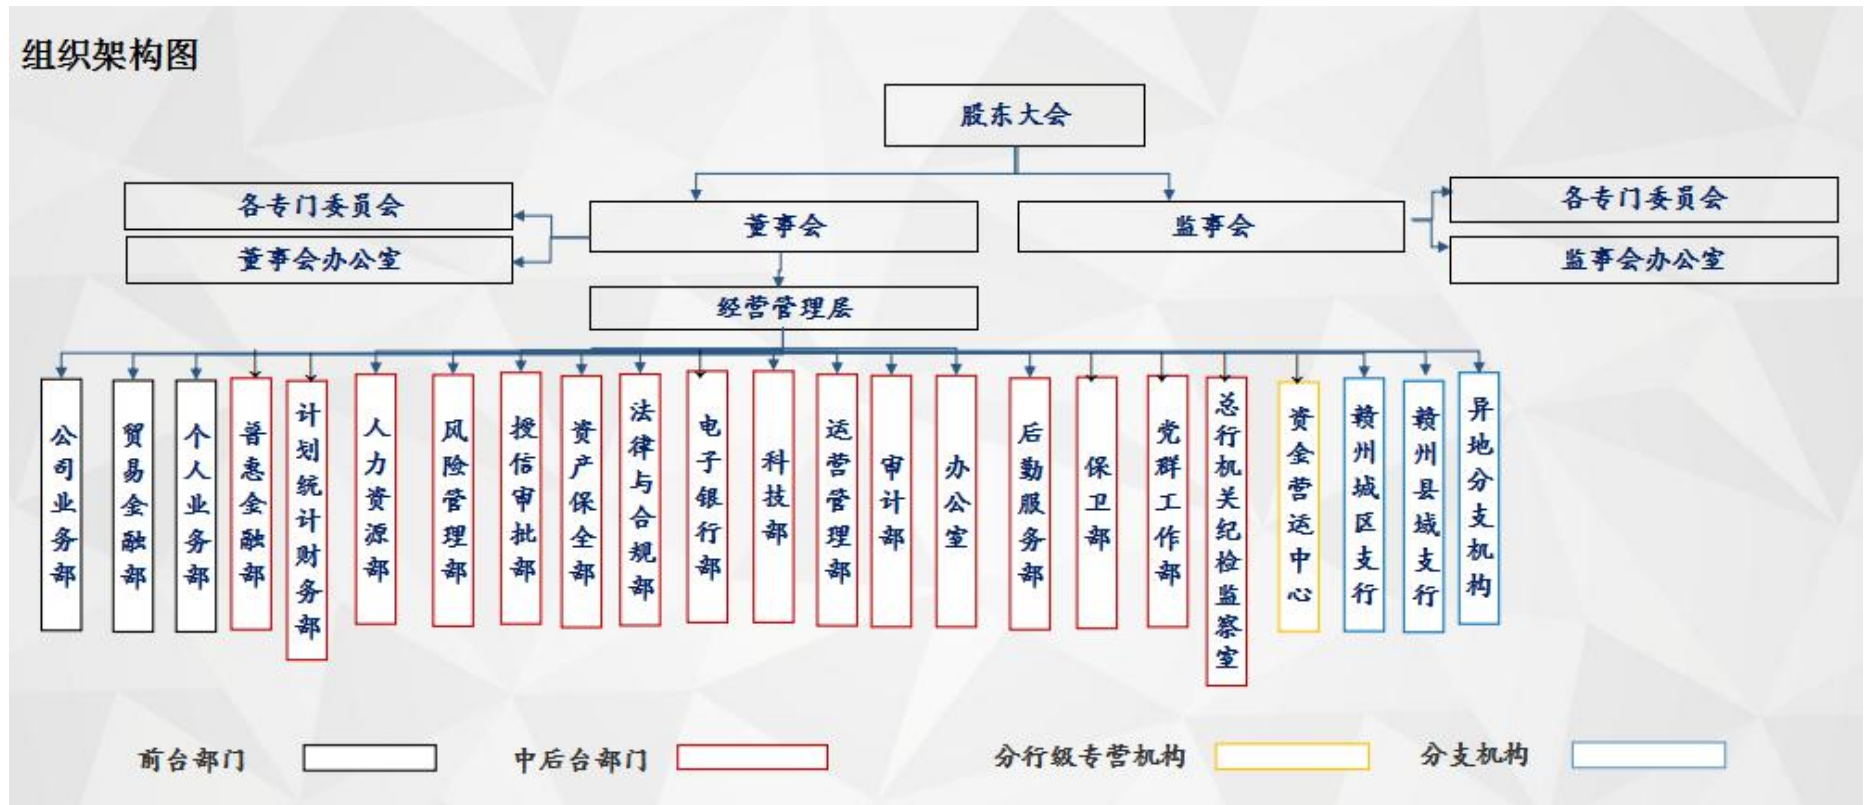 组织架构图
股东大会
各专门委员会
董事会
监事会
各专门委员会
董事会办公室
监事会办公室
经营管理层
公司业务部
贸易金融部
个人业务部
普惠金融部
计划统计财务部
人力资源部
风险管理部
授信审批部
资产保全部
法律与合规部
电子银行部
科技部
运营管理部
审计部
办公室
后勤服务部
保卫部
党群工作部
总行机关纪检监察室
资金营运中心
赣州城区支行
赣州县域支行
异地分支机构
前台部门
中后台部门
分行级专营机构
分支机构